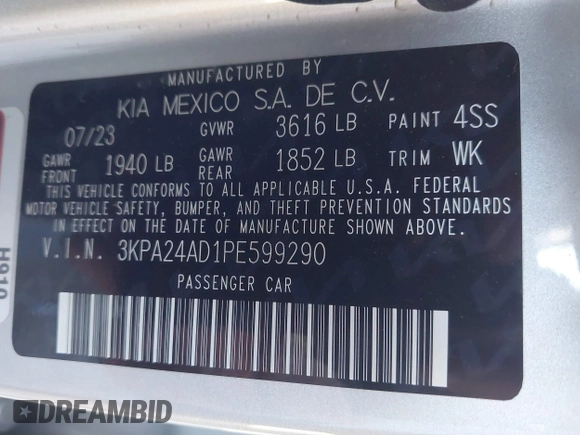 MANUFACTURED BY
KIA MEXICO S.A. DE C.V.
07/23 GVWR 3616 LB PAINT 4SS
GAWR FRONT 1940 LB GAWR REAR 1852 LB TRIM WK
THIS VEHICLE CONFORMS TO ALL APPLICABLE U.S.A. FEDERAL
MOTOR VEHICLE SAFETY, BUMPER, AND THEFT PREVENTION STANDARDS
IN EFFECT ON THE DATE OF MANUFACTURE SHOWN ABOVE.
V.I.N. 3KPA24AD1PE599290
PASSENGER CAR
H910
DREAMBID